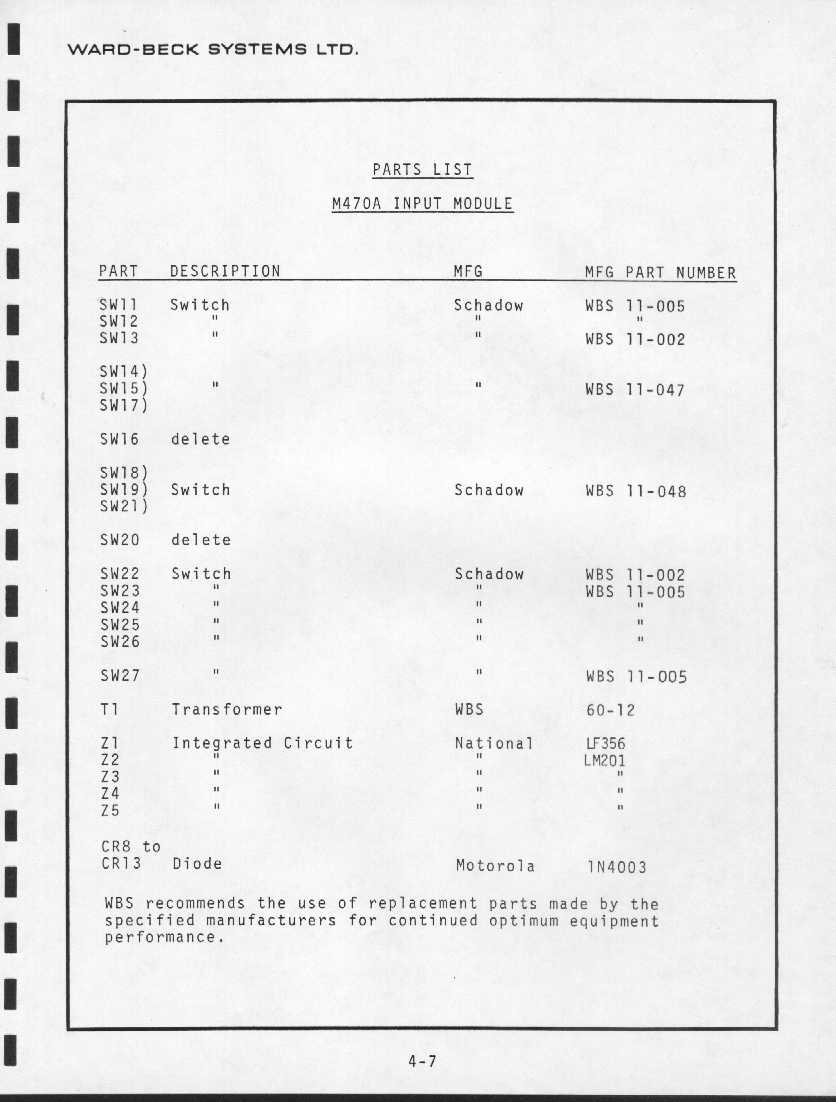 WARD-BECK SYSTEMS LTD.
PARTS LIST
M470A INPUT MODULE
PART DESCRIPTION MFG MFG PART NUMBER
SW11 Switch Schadow WBS 11-005
SW12 " " "
SW13 " " WBS 11-002
SW14)
SW15) " " WBS 11-047
SW17)
SW16 delete
SW18)
SW19) Switch Schadow WBS 11-048
SW21)
SW20 delete
SW22 Switch Schadow WBS 11-002
SW23 " " WBS 11-005
SW24 " " "
SW25 " " "
SW26 " " "
SW27 " " WBS 11-005
T1 Transformer WBS 60-12
Z1 Integrated Circuit National LF356
Z2 " " LM201
Z3 " " "
Z4 " " "
Z5 " " "
CR8 to
CR13 Diode Motorola 1N4003
WBS recommends the use of replacement parts made by the
specified manufacturers for continued optimum equipment
performance.
4-7